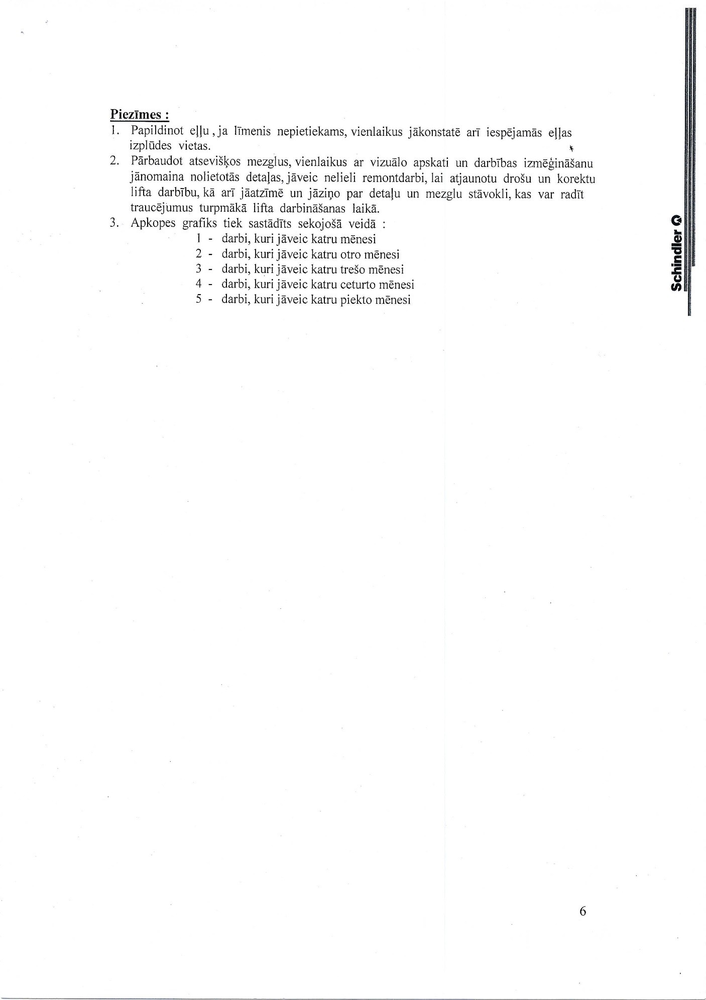 Piezīmes :
1. Papildinot eļļu , ja līmenis nepietiekams, vienlaikus jākonstatē arī iespējamās eļļas
izplūdes vietas.
2. Pārbaudot atsevišķos mezglus, vienlaikus ar vizuālo apskati un darbības izmēģināšanu
jānomaina nolietotās detaļas, jāveic nelieli remontdarbi, lai atjaunotu drošu un korektu
lifta darbību, kā arī jāatzīmē un jāziņo par detaļu un mezglu stāvokli, kas var radīt
traucējumus turpmākā lifta darbināšanas laikā.
3. Apkopes grafiks tiek sastādīts sekojošā veidā :
1 - darbi, kuri jāveic katru mēnesi
2 - darbi, kuri jāveic katru otro mēnesi
3 - darbi, kuri jāveic katru trešo mēnesi
4 - darbi, kuri jāveic katru ceturto mēnesi
5 - darbi, kuri jāveic katru piekto mēnesi
Schindler
6